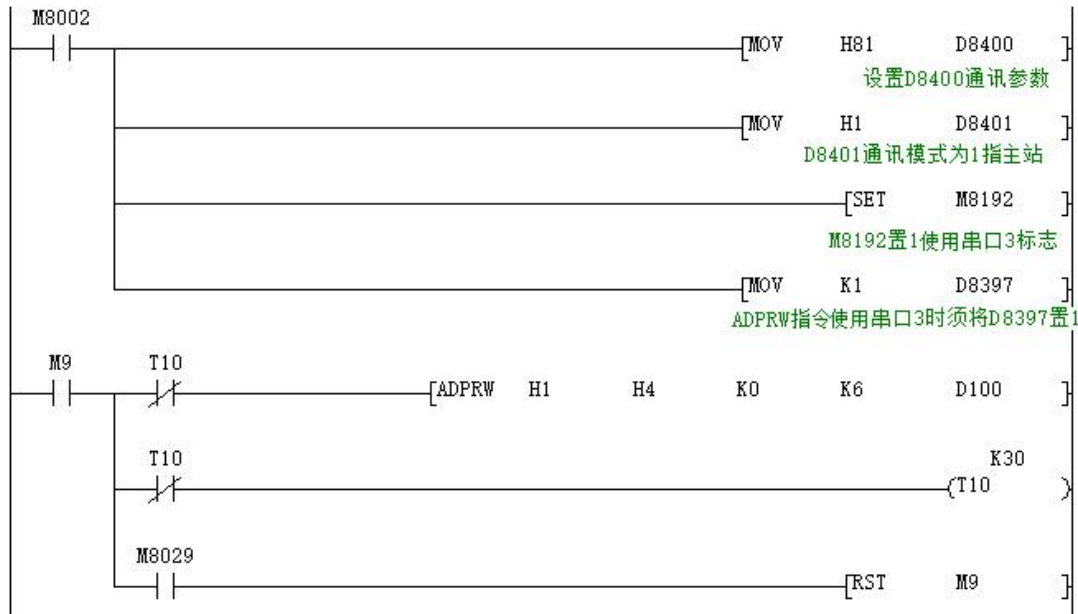 M8002
[MOV H81 D8400 ]
设置D8400通讯参数
[MOV H1 D8401 ]
D8401通讯模式为1指主站
[SET M8192 ]
M8192置1使用串口3标志
[MOV K1 D8397 ]
ADPRW指令使用串口3时须将D8397置1
M9 T10
[ADPRW H1 H4 K0 K6 D100 ]
T10 K30
(T10 )
M8029
[RST M9 ]